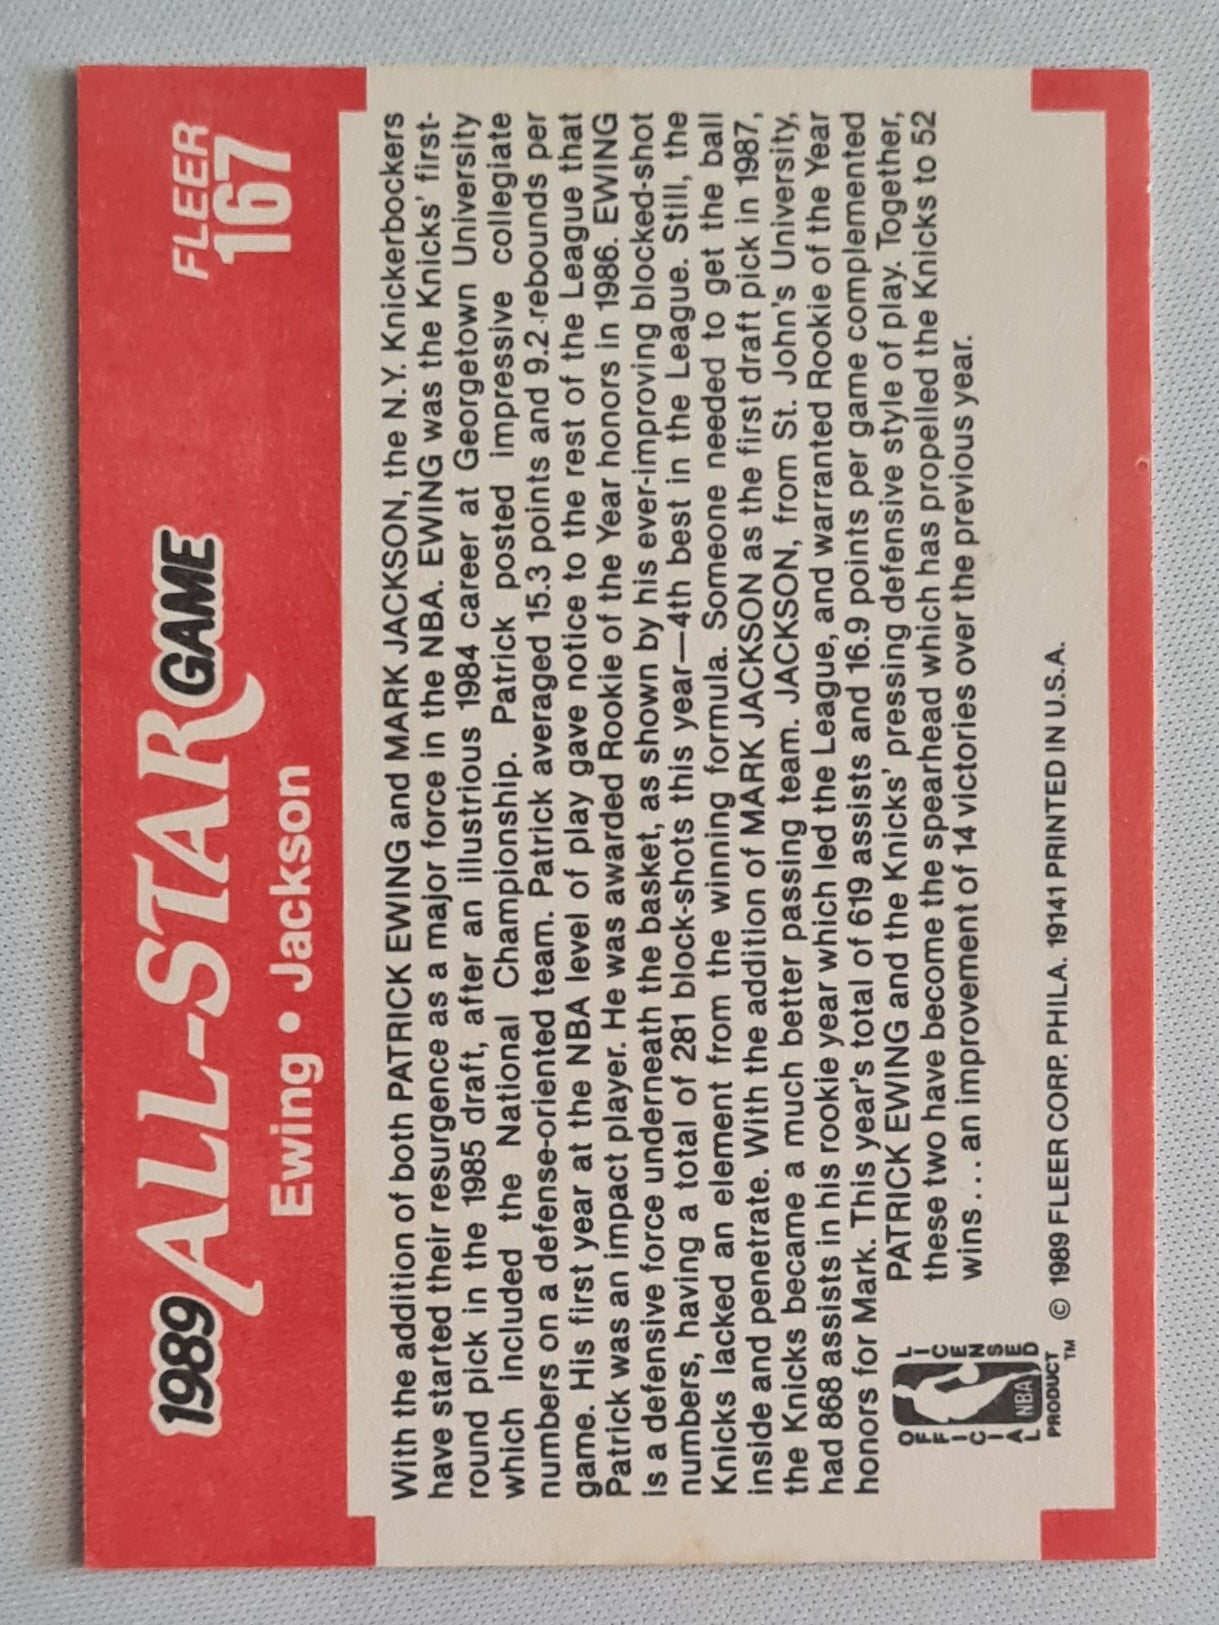 1989 ALL-STAR GAME
FLEER
167
Ewing • Jackson
With the addition of both PATRICK EWING and MARK JACKSON, the N.Y. Knickerbockers
have started their resurgence as a major force in the NBA. EWING was the Knicks' first-
round pick in the 1985 draft, after an illustrious 1984 career at Georgetown University
which included the National Championship. Patrick posted impressive collegiate
numbers on a defense-oriented team. Patrick averaged 15.3 points and 9.2 rebounds per
game. His first year at the NBA level of play gave notice to the rest of the League that
Patrick was an impact player. He was awarded Rookie of the Year honors in 1986. EWING
is a defensive force underneath the basket, as shown by his ever-improving blocked-shot
numbers, having a total of 281 block-shots this year—4th best in the League. Still, the
Knicks lacked an element from the winning formula. Someone needed to get the ball
inside and penetrate. With the addition of MARK JACKSON as the first draft pick in 1987,
the Knicks became a much better passing team. JACKSON, from St. John's University,
had 868 assists in his rookie year which led the League, and warranted Rookie of the Year
honors for Mark. This year's total of 619 assists and 16.9 points per game complemented
PATRICK EWING and the Knicks' pressing defensive style of play. Together,
these two have become the spearhead which has propelled the Knicks to 52
wins . . . an improvement of 14 victories over the previous year.
OFFICIAL LICENSED
NBA
PRODUCT
™
© 1989 FLEER CORP. PHILA. 19141 PRINTED IN U.S.A.